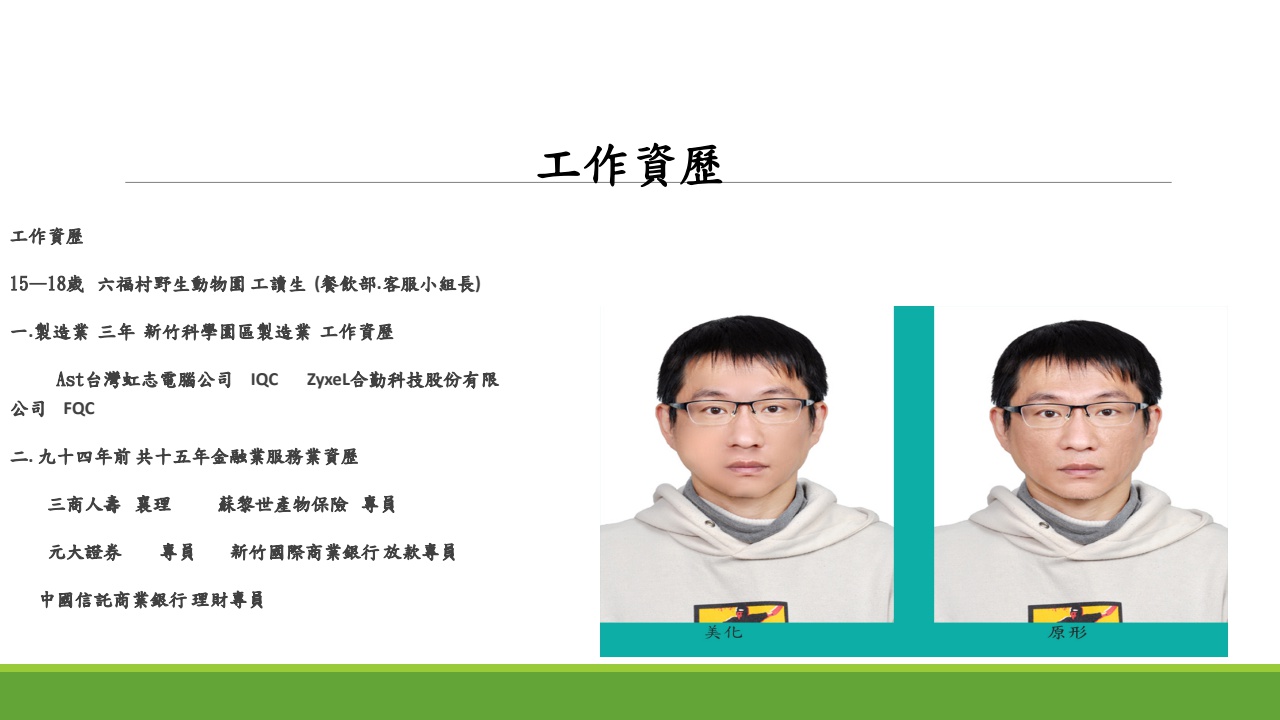 工作資歷
工作資歷
15—18歲 六福村野生動物園 工讀生 (餐飲部.客服小組長)
一.製造業 三年 新竹科學園區製造業 工作資歷
Ast台灣虹志電腦公司 IQC ZyxeL合勤科技股份有限
公司 FQC
二. 九十四年前 共十五年金融業服務業資歷
三商人壽 襄理 蘇黎世產物保險 專員
元大證券 專員 新竹國際商業銀行 放款專員
中國信託商業銀行 理財專員
美化 原形